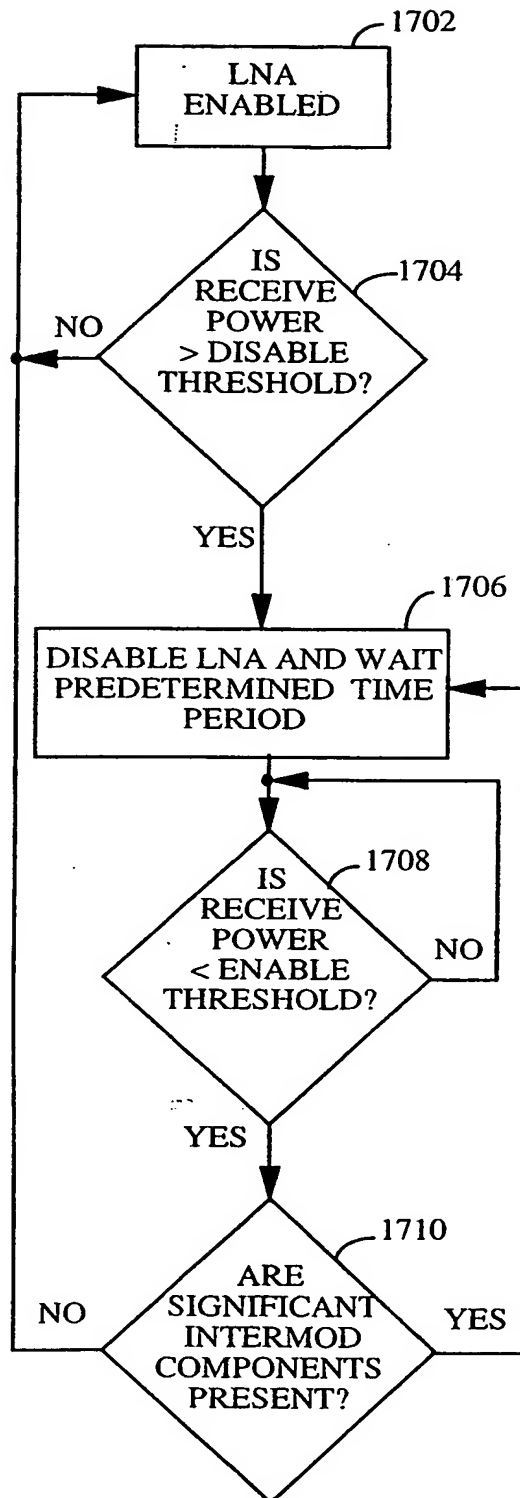 1702
LNA
ENABLED
IS
RECEIVE
POWER
> DISABLE
THRESHOLD?
1704
NO
YES
1706
DISABLE LNA AND WAIT
PREDETERMINED TIME
PERIOD
1708
IS
RECEIVE
POWER
< ENABLE
THRESHOLD?
NO
YES
1710
ARE
SIGNIFICANT
INTERMOD
COMPONENTS
PRESENT?
NO
YES